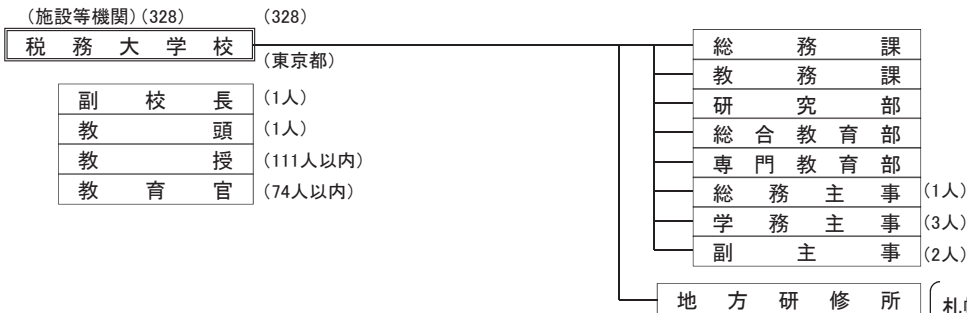 (施設等機関)(328)
(328)
税務大学校
(東京都)
副校長 (1人)
教頭 (1人)
教授 (111人以内)
教育官 (74人以内)
総務課
教務課
研究部
総合教育部
専門教育部
総務主事 (1人)
学務主事 (3人)
副主事 (2人)
地方研修所